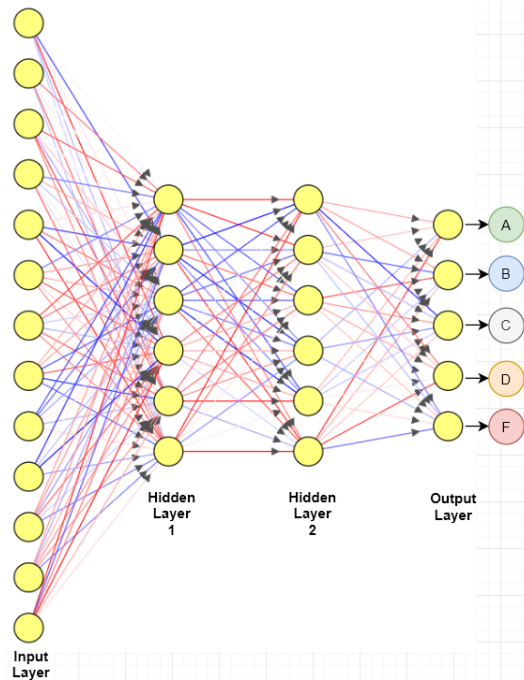 A
B
C
D
F
Hidden
Layer
1
Hidden
Layer
2
Output
Layer
Input
Layer